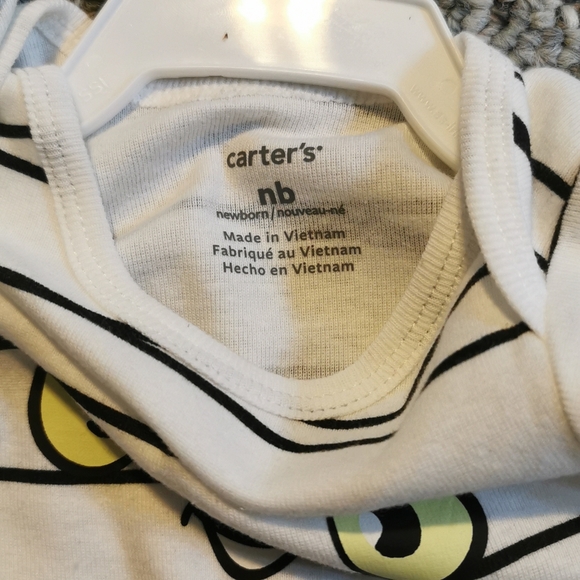 carter's
nb
newborn/nouveau-né
Made in Vietnam
Fabriqué au Vietnam
Hecho en Vietnam